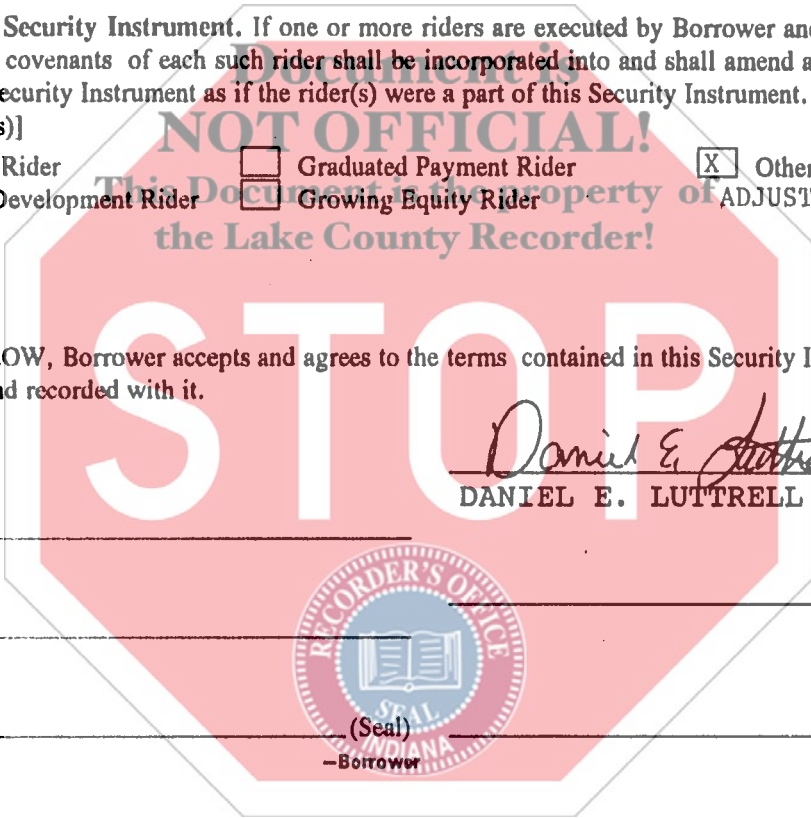 Security Instrument. If one or more riders are executed by Borrower and
covenants of each such rider shall be incorporated into and shall amend a
ecurity Instrument as if the rider(s) were a part of this Security Instrument.
s)]
Document is
NOT OFFICIAL!
This Document is the property of
the Lake County Recorder!
Rider Graduated Payment Rider X Other
Development Rider Growing Equity Rider ADJUST
STOP
OW, Borrower accepts and agrees to the terms contained in this Security I
nd recorded with it.
Daniel E. Luttrell
DANIEL E. LUTTRELL
RECORDER'S OFFICE
SEAL
INDIANA
(Seal)
-Borrower